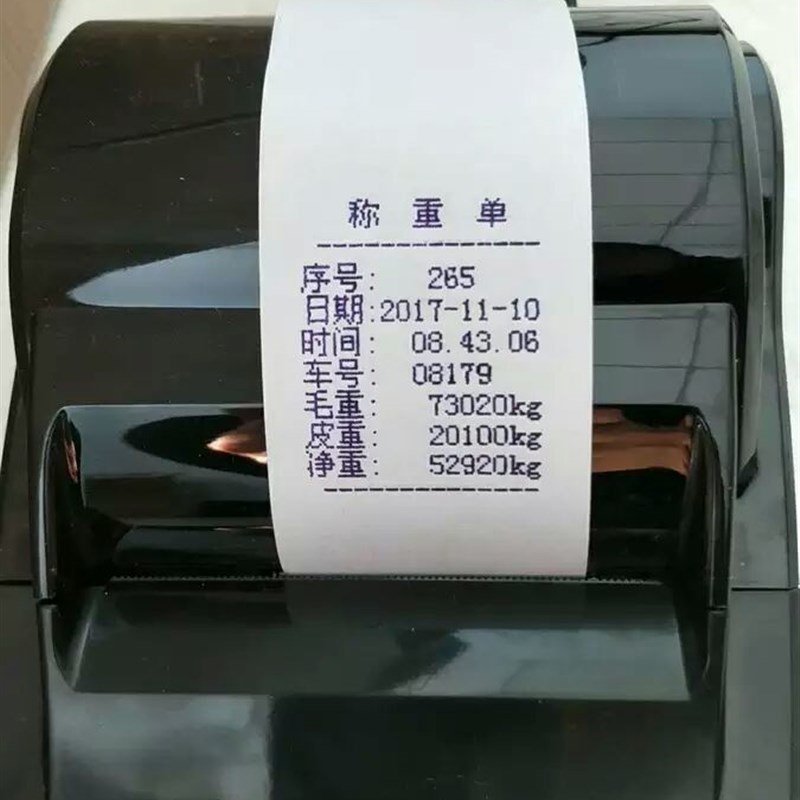 称 重 单
--------------------
序号: 265
日期:2017-11-10
时间: 08.43.06
车号: 08179
毛重: 73020kg
皮重: 20100kg
净重: 52920kg
--------------------